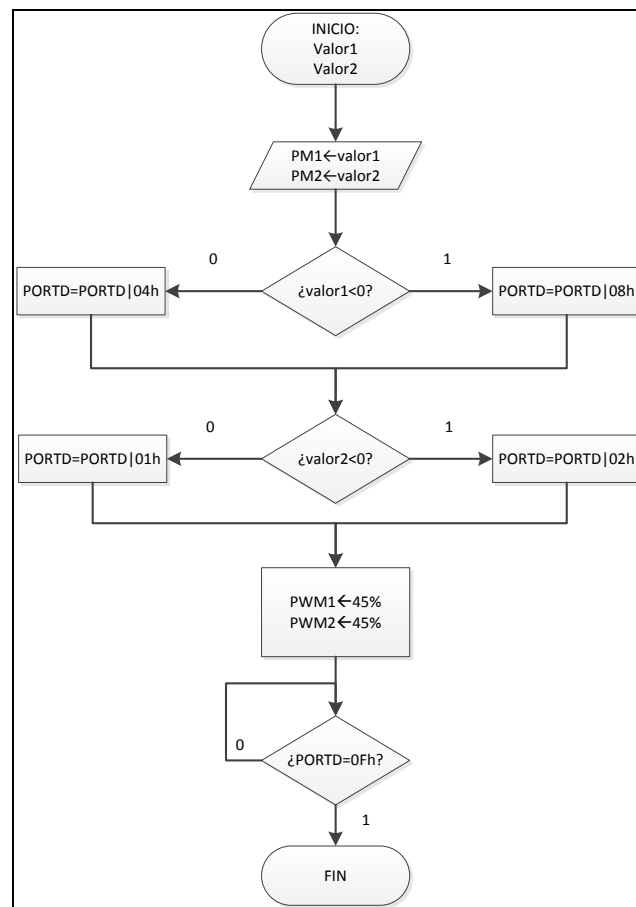 INICIO:
Valor1
Valor2
PM1←valor1
PM2←valor2
0
1
PORTD=PORTD|04h
¿valor1<0?
PORTD=PORTD|08h
0
1
PORTD=PORTD|01h
¿valor2<0?
PORTD=PORTD|02h
PWM1←45%
PWM2←45%
0
¿PORTD=0Fh?
1
FIN